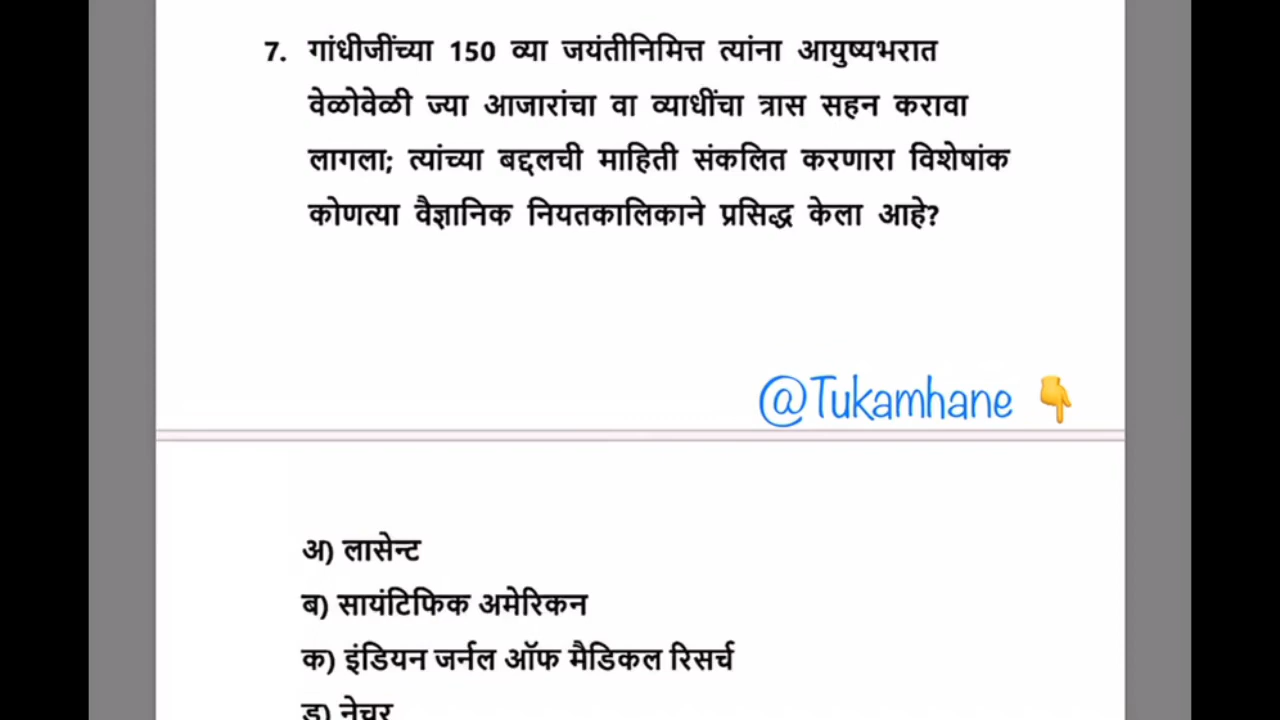 7. गांधीजींच्या 150 व्या जयंतीनिमित्त त्यांना आयुष्यभरात
वेळोवेळी ज्या आजारांचा वा व्याधींचा त्रास सहन करावा
लागला; त्यांच्या बद्दलची माहिती संकलित करणारा विशेषांक
कोणत्या वैज्ञानिक नियतकालिकाने प्रसिद्ध केला आहे?
@Tukamhane 👇
अ) लासेन्ट
ब) सायंटिफिक अमेरिकन
क) इंडियन जर्नल ऑफ मैडिकल रिसर्च
ड) नेचर